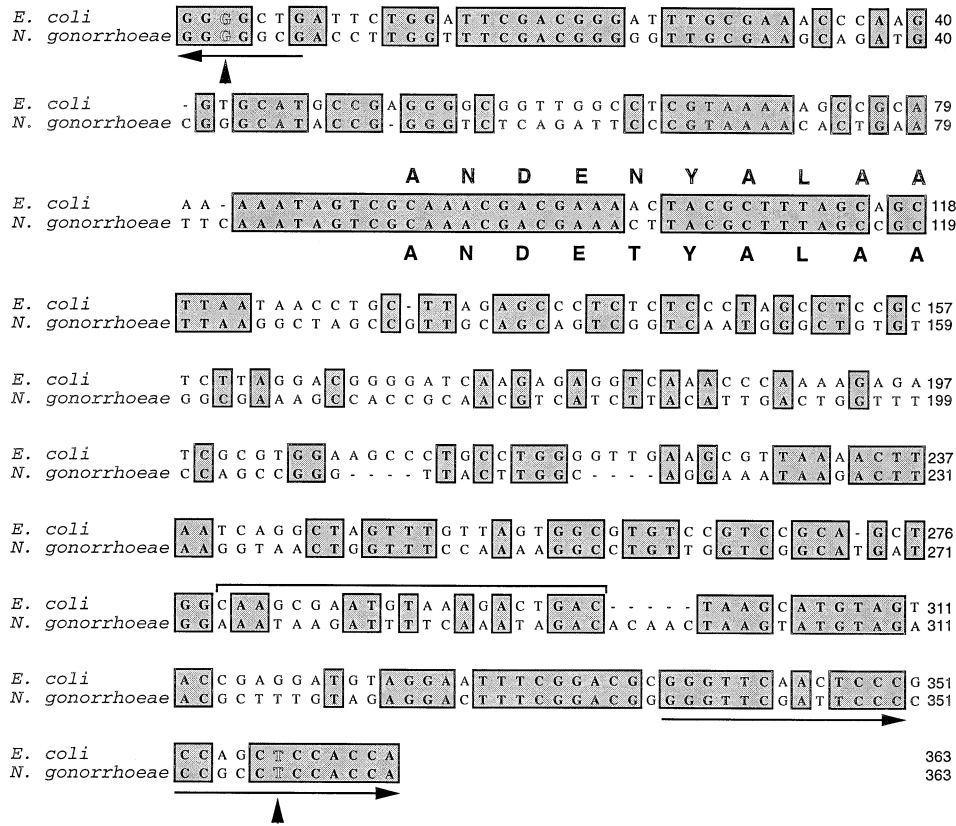 E. coli G G G G C T G A T T C T G G A T T C G A C G G G A T T T G C G A A A C C C A A G 40
N. gonorrhoeae G G G G G C G A C C T T G G T T T C G A C G G G G G T T G C G A A G C A G A T G 40
E. coli - G T G C A T G C C G A G G G G C G G T T G G C C T C G T A A A A A G C C G C A 79
N. gonorrhoeae C G G G C A T A C C G - G G G T C T C A G A T T C C C G T A A A A C A C T G A A 79
A N D E N Y A L A A
E. coli A A - A A A T A G T C G C A A A C G A C G A A A A C T A C G C T T T A G C A G C 118
N. gonorrhoeae T T C A A A T A G T C G C A A A C G A C G A A A C T T A C G C T T T A G C C G C 119
A N D E T Y A L A A
E. coli T T A A T A A C C T G C - T T A G A G C C C T C T C T C C C T A G C C T C C G C 157
N. gonorrhoeae T T A A G G C T A G C C G T T G C A G C A G T C G G T C A A T G G G C T G T G T 159
E. coli T C T T A G G A C G G G G A T C A A G A G A G G T C A A A C C C A A A A G A G A 197
N. gonorrhoeae G G C G A A A G C C A C C G C A A C G T C A T C T T A C A T T G A C T G G T T T 199
E. coli T C G C G T G G A A G C C C T G C C T G G G G T T G A A G C G T T A A A A C T T 237
N. gonorrhoeae C C A G C C G G G - - - - T T A C T T G G C - - - - A G G A A A T A A G A C T T 231
E. coli A A T C A G G C T A G T T T G T T A G T G G C G T G T C C G T C C G C A - G C T 276
N. gonorrhoeae A A G G T A A C T G G T T T C C A A A A G G C C T G T T G G T C G G C A T G A T 271
E. coli G G C A A G C G A A T G T A A A G A C T G A C - - - - - T A A G C A T G T A G T 311
N. gonorrhoeae G G A A A T A A G A T T T T C A A A T A G A C A C A A C T A A G T A T G T A G A 311
E. coli A C C G A G G A T G T A G G A A T T T C G G A C G C G G G T T C A A C T C C C G 351
N. gonorrhoeae A C G C T T T G T A G A G G A C T T T C G G A C G G G G G T T C G A T T C C C C 351
E. coli C C A G C T C C A C C A 363
N. gonorrhoeae C C G C C T C C A C C A 363